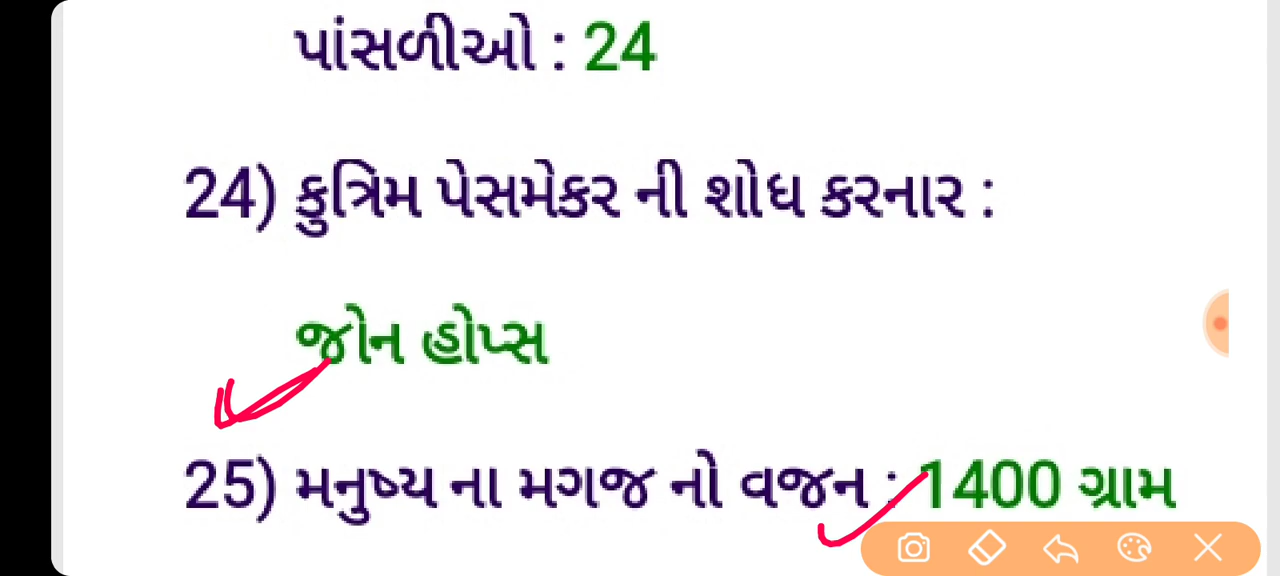 પાંસળીઓ : 24
24) કુત્રિમ પેસમેકર ની શોધ કરનાર :
જોન હોપ્સ
25) મનુષ્ય ના મગજ નો વજન : 1400 ગ્રામ